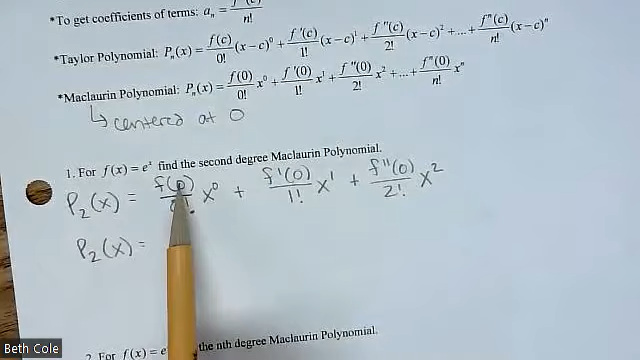 *To get coefficients of terms: aₙ = fⁿ(c)/n!
*Taylor Polynomial: Pₙ(x) = f(c)/0! (x−c)⁰ + f'(c)/1! (x−c)¹ + f''(c)/2! (x−c)² + ... + fⁿ(c)/n! (x−c)ⁿ
*Maclaurin Polynomial: Pₙ(x) = f(0)/0! x⁰ + f'(0)/1! x¹ + f''(0)/2! x² + ... + fⁿ(0)/n! xⁿ
↳ centered at 0
1. For f(x) = eˣ find the second degree Maclaurin Polynomial.
P₂(x) = f(0)/0! x⁰ + f'(0)/1! x¹ + f''(0)/2! x²
P₂(x) =
2. For f(x) = e the nth degree Maclaurin Polynomial.
Beth Cole